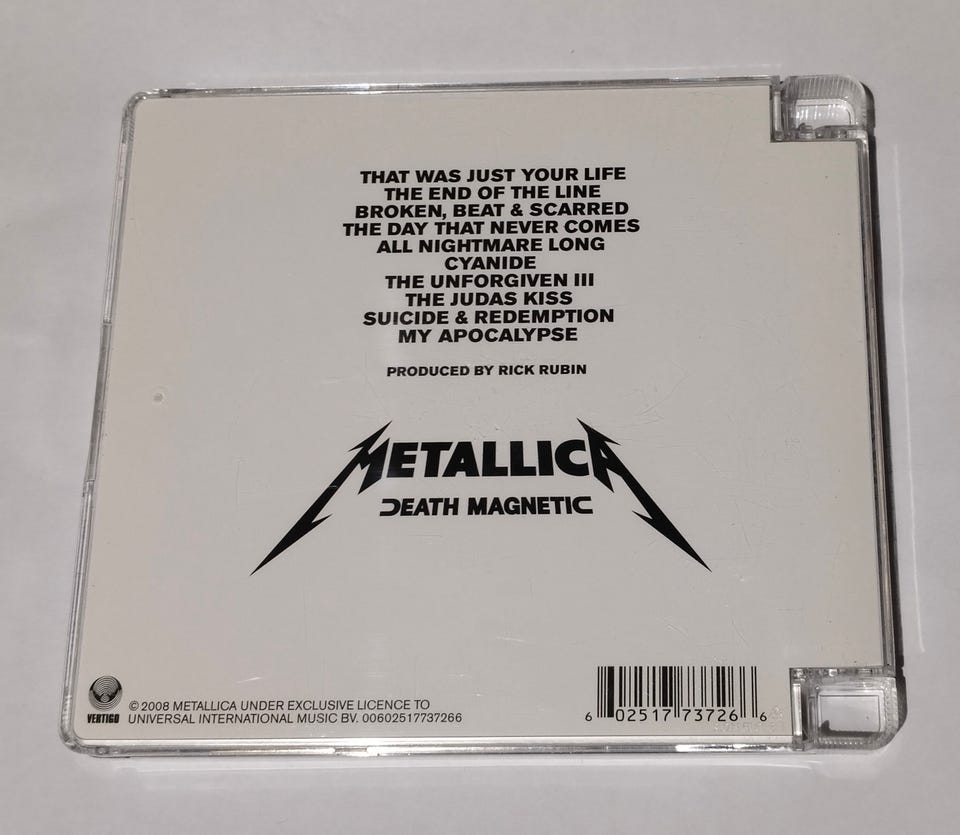 THAT WAS JUST YOUR LIFE
THE END OF THE LINE
BROKEN, BEAT & SCARRED
THE DAY THAT NEVER COMES
ALL NIGHTMARE LONG
CYANIDE
THE UNFORGIVEN III
THE JUDAS KISS
SUICIDE & REDEMPTION
MY APOCALYPSE
PRODUCED BY RICK RUBIN
METALLICA
DEATH MAGNETIC
VERTIGO
© 2008 METALLICA UNDER EXCLUSIVE LICENCE TO
UNIVERSAL INTERNATIONAL MUSIC BV. 00602517737266
6 02517 73726 6